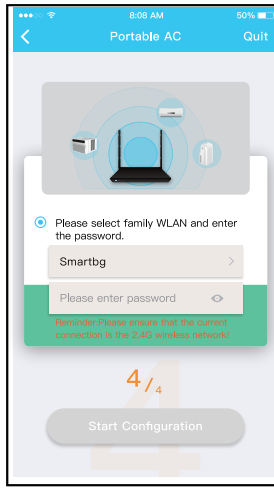 8:08 AM 50%
Portable AC Quit
Please select family WLAN and enter
the password.
Smartbg
Please enter password
Reminder:Please ensure that the current
connection is the 2.4G wireless network!
4/4
4
Start Configuration